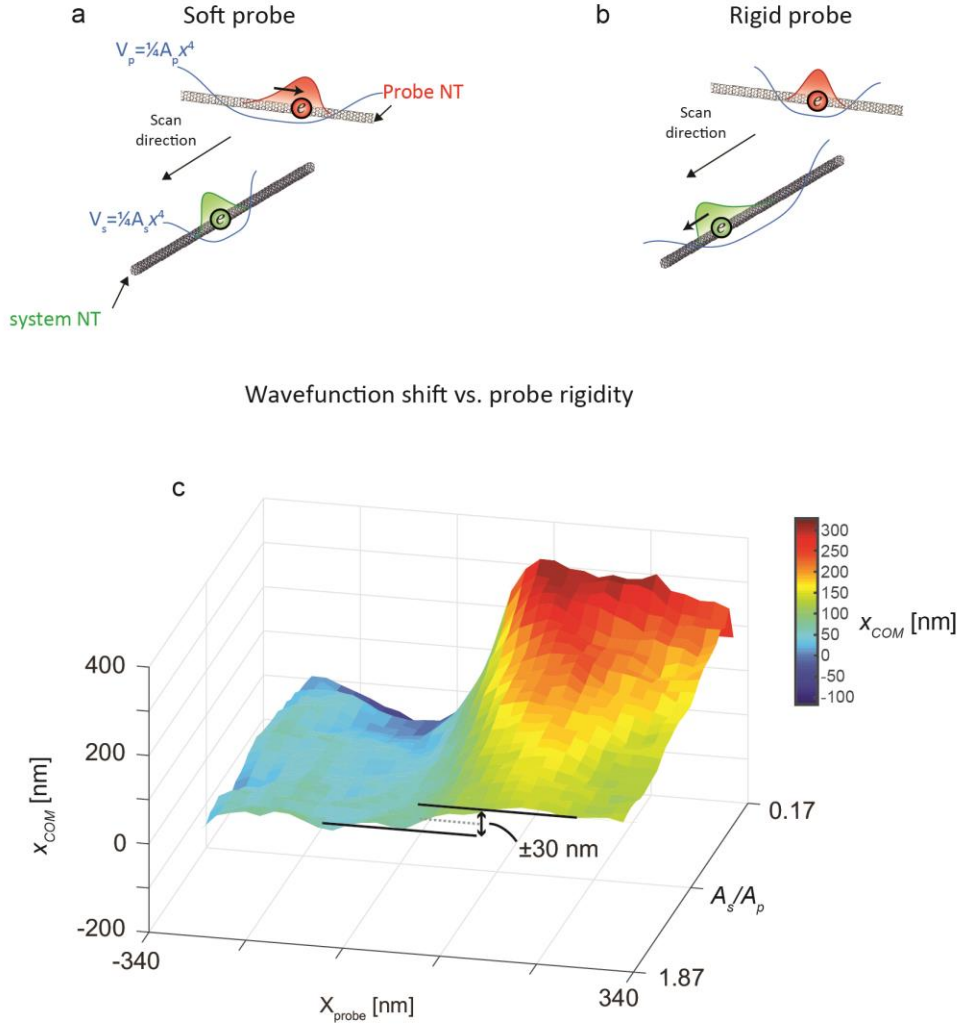 a
Soft probe
b
Rigid probe
Vp=¼Apx⁴
Probe NT
e
Scan
direction
Vs=¼Asx⁴
e
system NT
e
Scan
direction
e
Wavefunction shift vs. probe rigidity
c
300
250
200
150
100
50
0
-50
-100
xCOM [nm]
400
200
0
-200
xCOM [nm]
±30 nm
0.17
As/Ap
1.87
-340
340
Xprobe [nm]